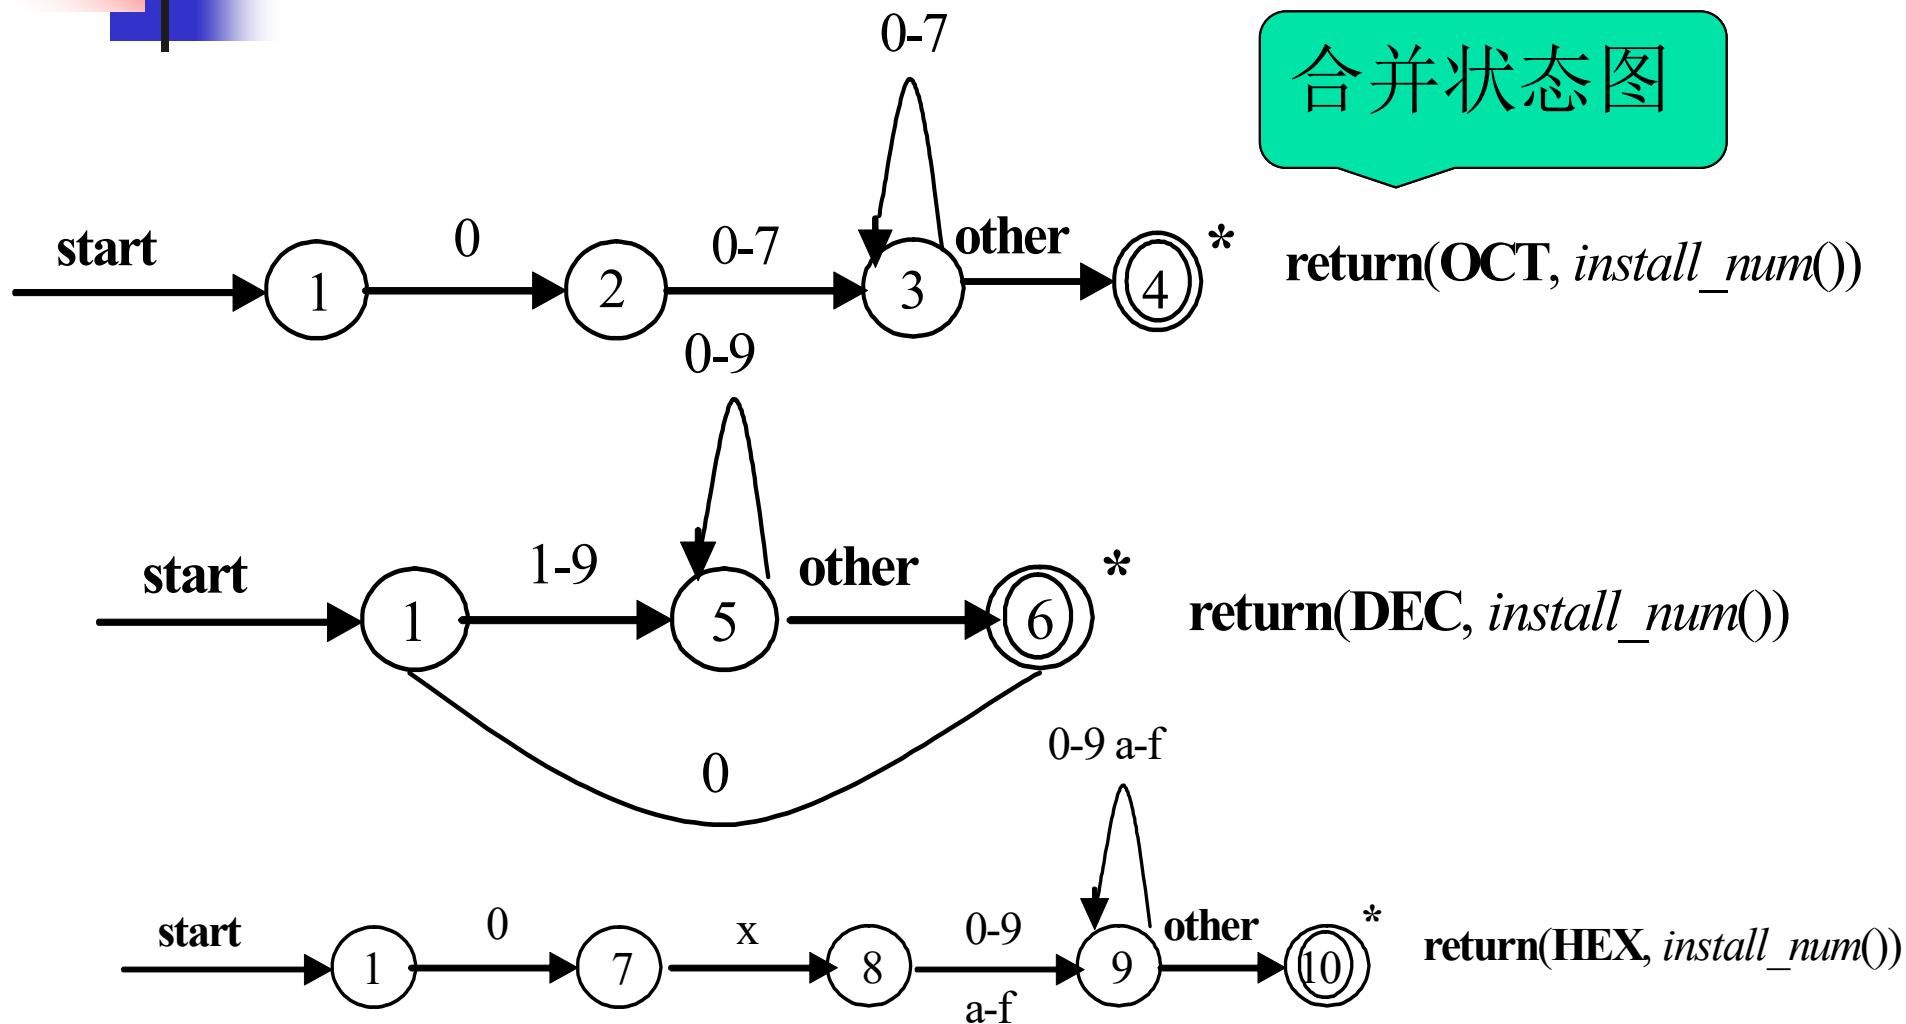 合并状态图
0-7
start 1 0 2 0-7 3 other 4 * return(OCT, install_num())
0-9
start 1 1-9 5 other 6 * return(DEC, install_num())
0
0-9 a-f
start 1 0 7 x 8 0-9 9 other 10 * return(HEX, install_num())
a-f